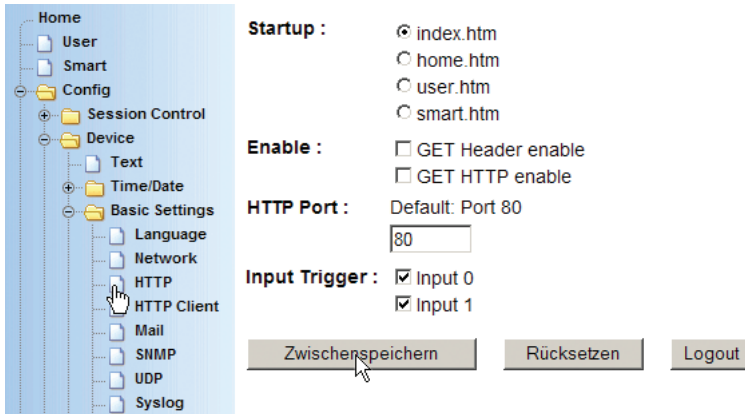 Home
User
Smart
Config
Session Control
Device
Text
Time/Date
Basic Settings
Language
Network
HTTP
HTTP Client
Mail
SNMP
UDP
Syslog
Startup :
index.htm
home.htm
user.htm
smart.htm
Enable :
GET Header enable
GET HTTP enable
HTTP Port :
Default: Port 80
80
Input Trigger :
Input 0
Input 1
Zwischenspeichern
Rücksetzen
Logout